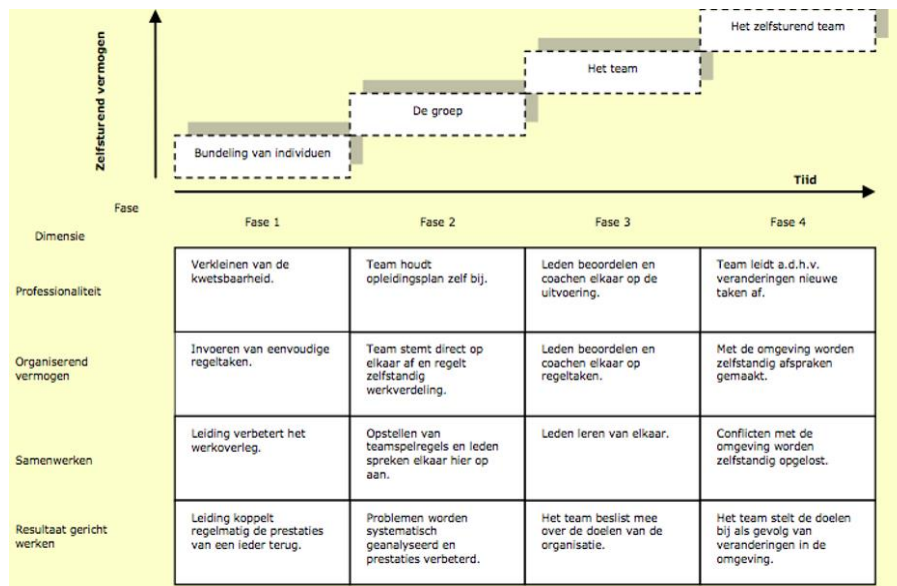 Zelfsturend vermogen
Het zelfsturend team
Het team
De groep
Bundeling van individuen
Tiid
Fase
Dimensie
Fase 1
Fase 2
Fase 3
Fase 4
Professionaliteit
Verkleinen van de
kwetsbaarheid.
Team houdt
opleidingsplan zelf bij.
Leden beoordelen en
coachen elkaar op de
uitvoering.
Team leidt a.d.h.v.
veranderingen nieuwe
taken af.
Organiserend
vermogen
Invoeren van eenvoudige
regeltaken.
Team stemt direct op
elkaar af en regelt
zelfstandig
werkverdeling.
Leden beoordelen en
coachen elkaar op
regeltaken.
Met de omgeving worden
zelfstandig afspraken
gemaakt.
Samenwerken
Leiding verbetert het
werkoverleg.
Opstellen van
teamspelregels en leden
spreken elkaar hier op
aan.
Leden leren van elkaar.
Conflicten met de
omgeving worden
zelfstandig opgelost.
Resultaat gericht
werken
Leiding koppelt
regelmatig de prestaties
van een ieder terug.
Problemen worden
systematisch
geanalyseerd en
prestaties verbeterd.
Het team beslist mee
over de doelen van de
organisatie.
Het team stelt de doelen
bij als gevolg van
veranderingen in de
omgeving.